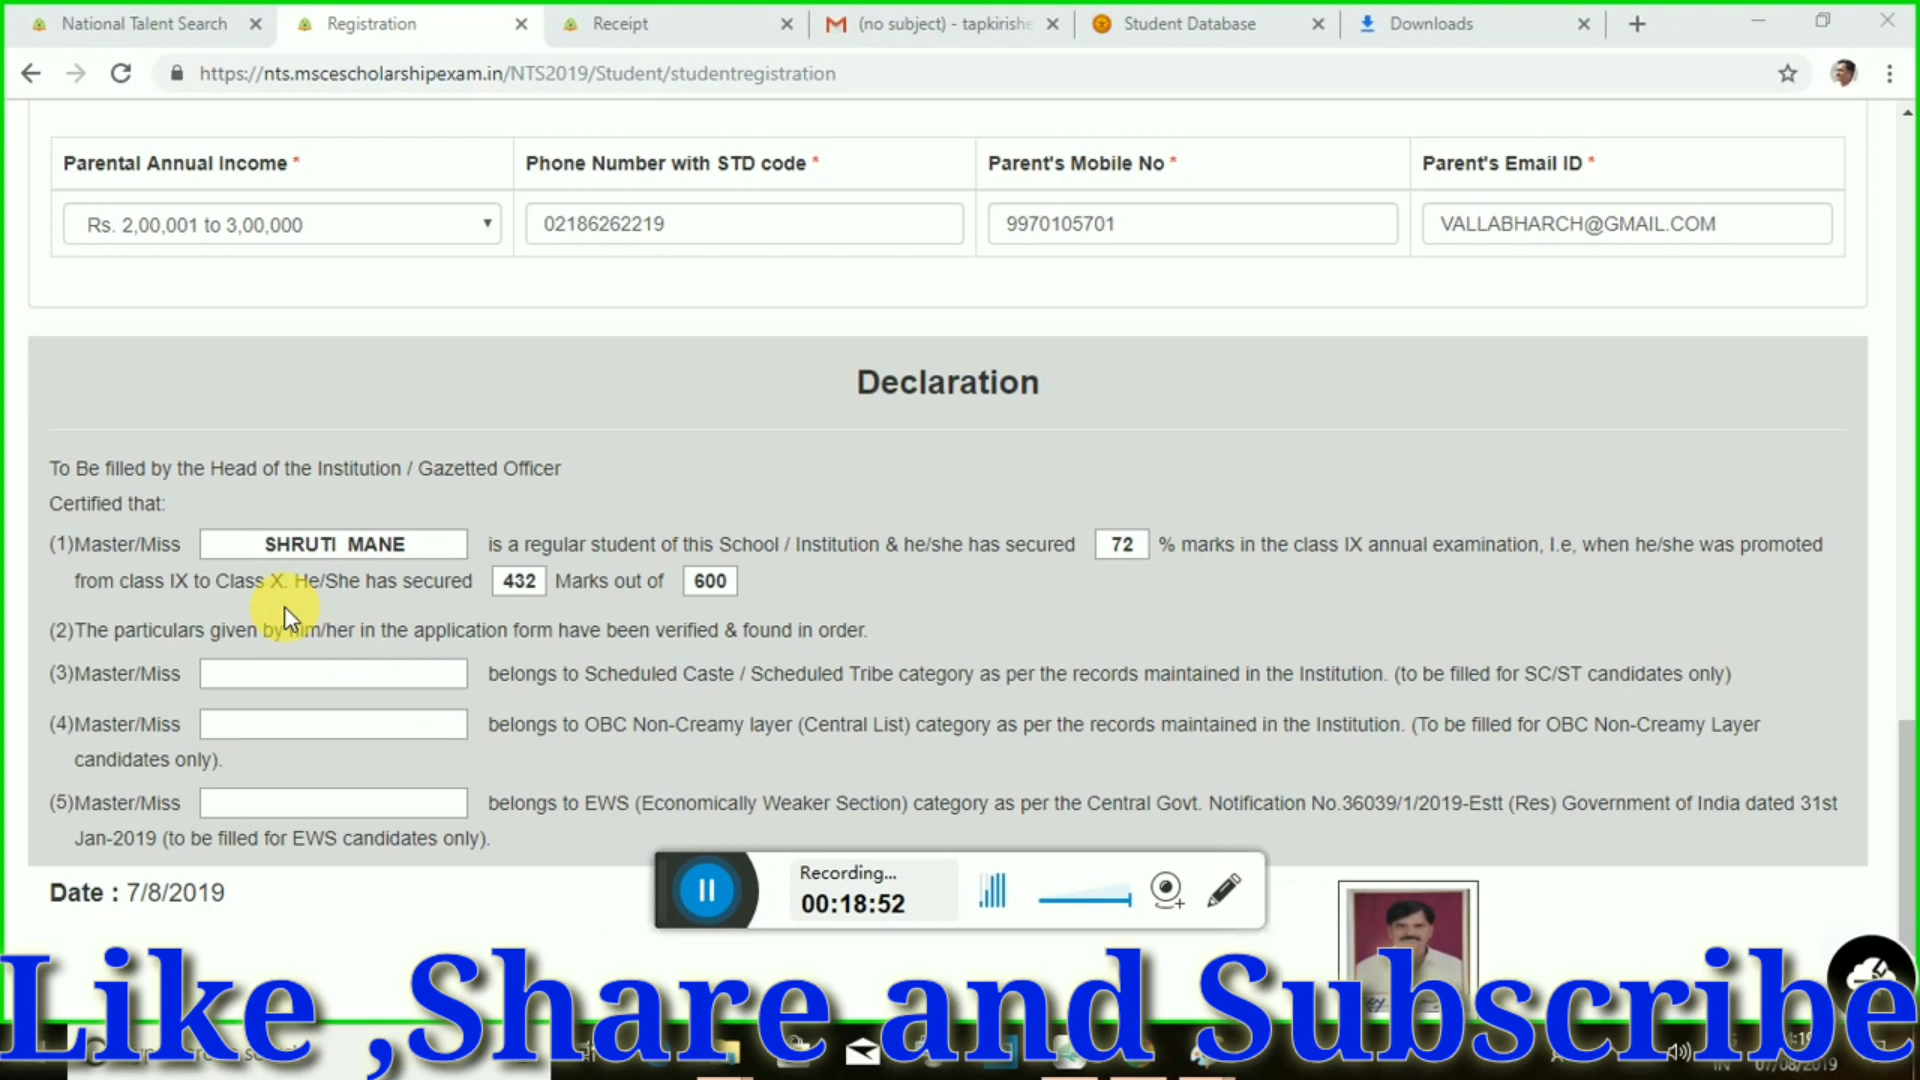 National Talent Search
Registration
Receipt
(no subject) - tapkirishe
Student Database
Downloads
https://nts.mscescholarshipexam.in/NTS2019/Student/studentregistration
Parental Annual Income * Phone Number with STD code * Parent's Mobile No * Parent's Email ID *
Rs. 2,00,001 to 3,00,000 02186262219 9970105701 VALLABHARCH@GMAIL.COM
Declaration
To Be filled by the Head of the Institution / Gazetted Officer
Certified that:
(1)Master/Miss SHRUTI MANE is a regular student of this School / Institution & he/she has secured 72 % marks in the class IX annual examination, I.e, when he/she was promoted
from class IX to Class X. He/She has secured 432 Marks out of 600
(2)The particulars given by him/her in the application form have been verified & found in order.
(3)Master/Miss belongs to Scheduled Caste / Scheduled Tribe category as per the records maintained in the Institution. (to be filled for SC/ST candidates only)
(4)Master/Miss belongs to OBC Non-Creamy layer (Central List) category as per the records maintained in the Institution. (To be filled for OBC Non-Creamy Layer
candidates only).
(5)Master/Miss belongs to EWS (Economically Weaker Section) category as per the Central Govt. Notification No.36039/1/2019-Estt (Res) Government of India dated 31st
Jan-2019 (to be filled for EWS candidates only).
Recording...
00:18:52
Date : 7/8/2019
Like ,Share and Subscribe
07/08/2019